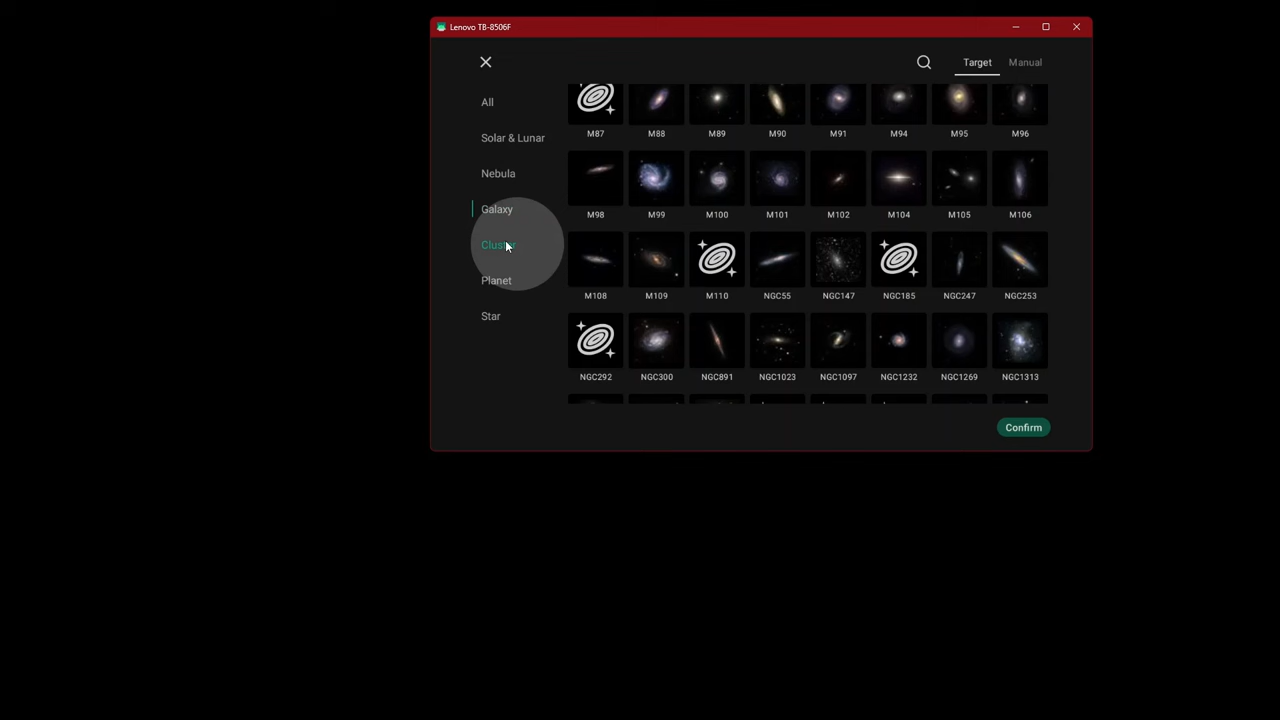 Lenovo TB-8506F
Target Manual
All
Solar & Lunar
Nebula
Galaxy
Cluster
Planet
Star
M87 M88 M89 M90 M91 M94 M95 M96
M98 M99 M100 M101 M102 M104 M105 M106
M108 M109 M110 NGC55 NGC147 NGC185 NGC247 NGC253
NGC292 NGC300 NGC891 NGC1023 NGC1097 NGC1232 NGC1269 NGC1313
Confirm